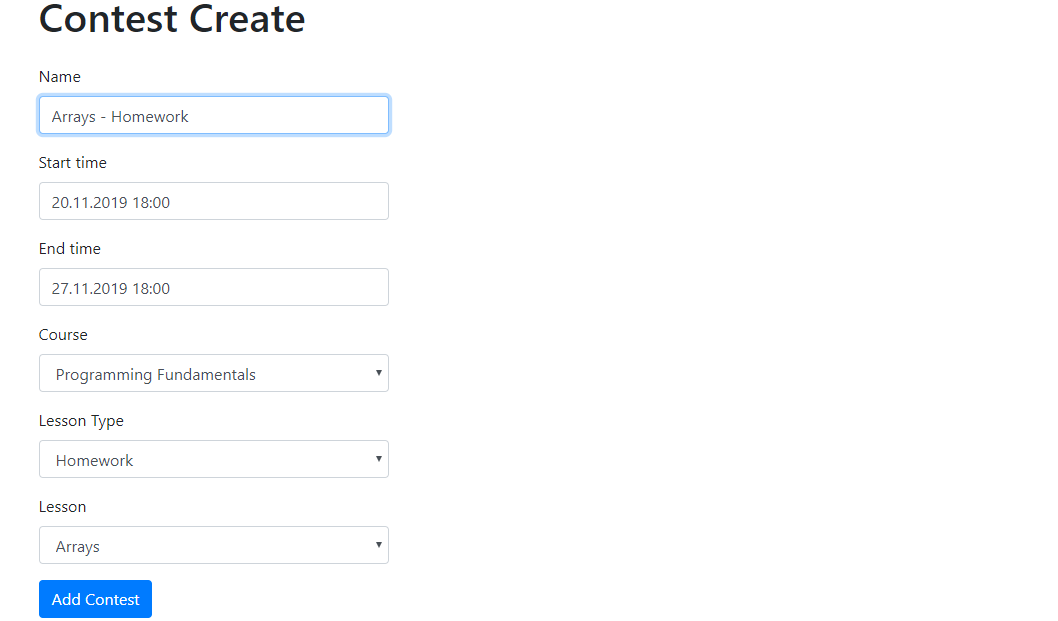 Contest Create
Name
Arrays - Homework
Start time
20.11.2019 18:00
End time
27.11.2019 18:00
Course
Programming Fundamentals
Lesson Type
Homework
Lesson
Arrays
Add Contest